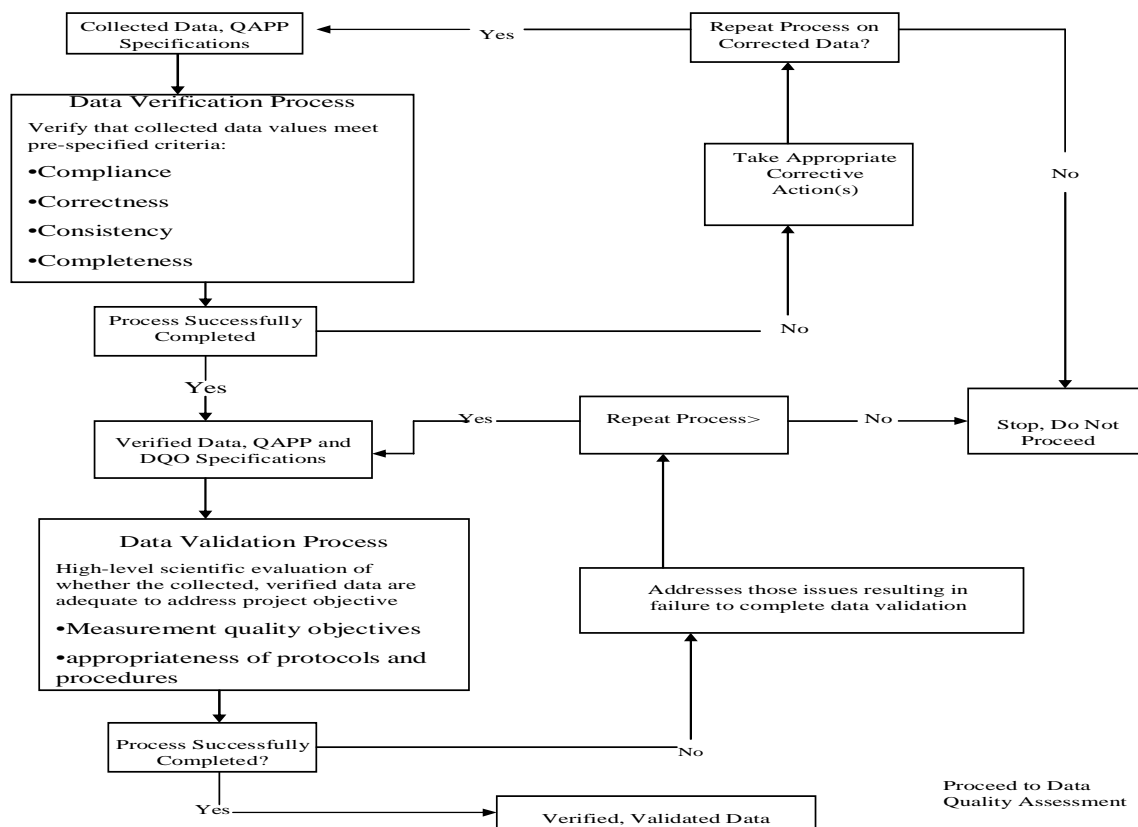 Collected Data, QAPP
Specifications
Yes
Repeat Process on
Corrected Data?
Data Verification Process
Verify that collected data values meet
pre-specified criteria:
•Compliance
•Correctness
•Consistency
•Completeness
Take Appropriate
Corrective
Action(s)
No
Process Successfully
Completed
No
Yes
Verified Data, QAPP and
DQO Specifications
Yes
Repeat Process>
No
Stop, Do Not
Proceed
Data Validation Process
High-level scientific evaluation of
whether the collected, verified data are
adequate to address project objective
•Measurement quality objectives
•appropriateness of protocols and
procedures
Addresses those issues resulting in
failure to complete data validation
Process Successfully
Completed?
No
Yes
Verified, Validated Data
Proceed to Data
Quality Assessment